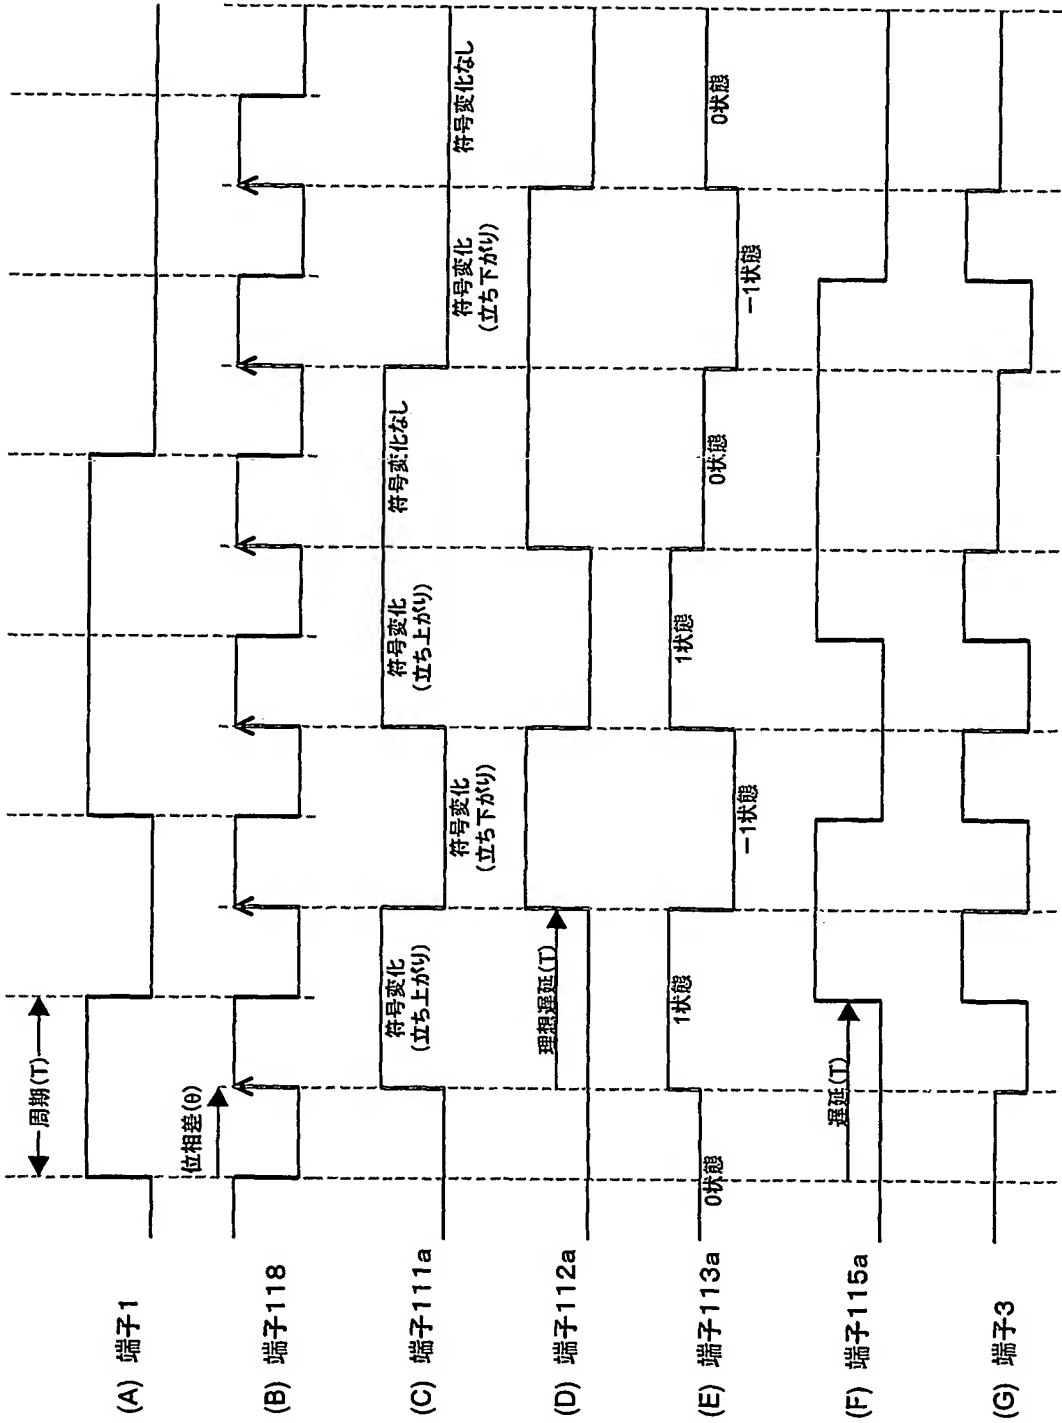 (A) 端子1
周期(T)
(B) 端子118
位相差(θ)
(C) 端子111a
符号変化
(立ち上がり)
符号変化
(立ち下がり)
符号変化
(立ち上がり)
符号変化なし
符号変化
(立ち下がり)
符号変化なし
(D) 端子112a
理想遅延(T)
(E) 端子113a
0状態
1状態
-1状態
1状態
0状態
-1状態
0状態
(F) 端子115a
遅延(T)
(G) 端子3